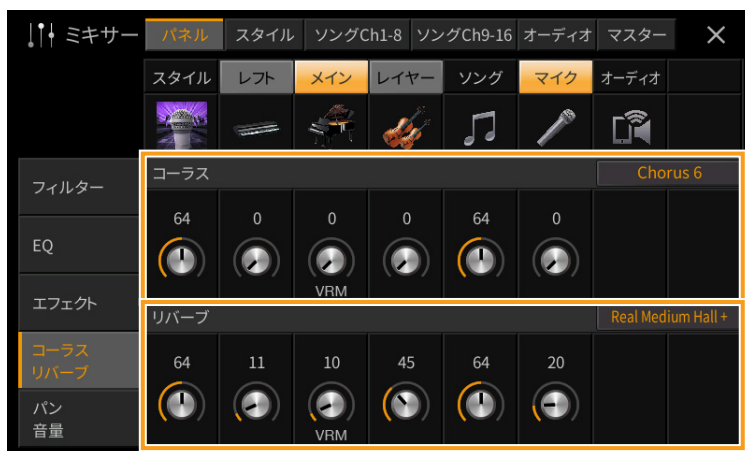 ミキサー パネル スタイル ソングCh1-8 ソングCh9-16 オーディオ マスター ×
スタイル レフト メイン レイヤー ソング マイク オーディオ
フィルター
EQ
エフェクト
コーラス
リバーブ
パン
音量
コーラス Chorus 6
64 0 0 0 64 0
VRM
リバーブ Real Medium Hall +
64 11 10 45 64 20
VRM